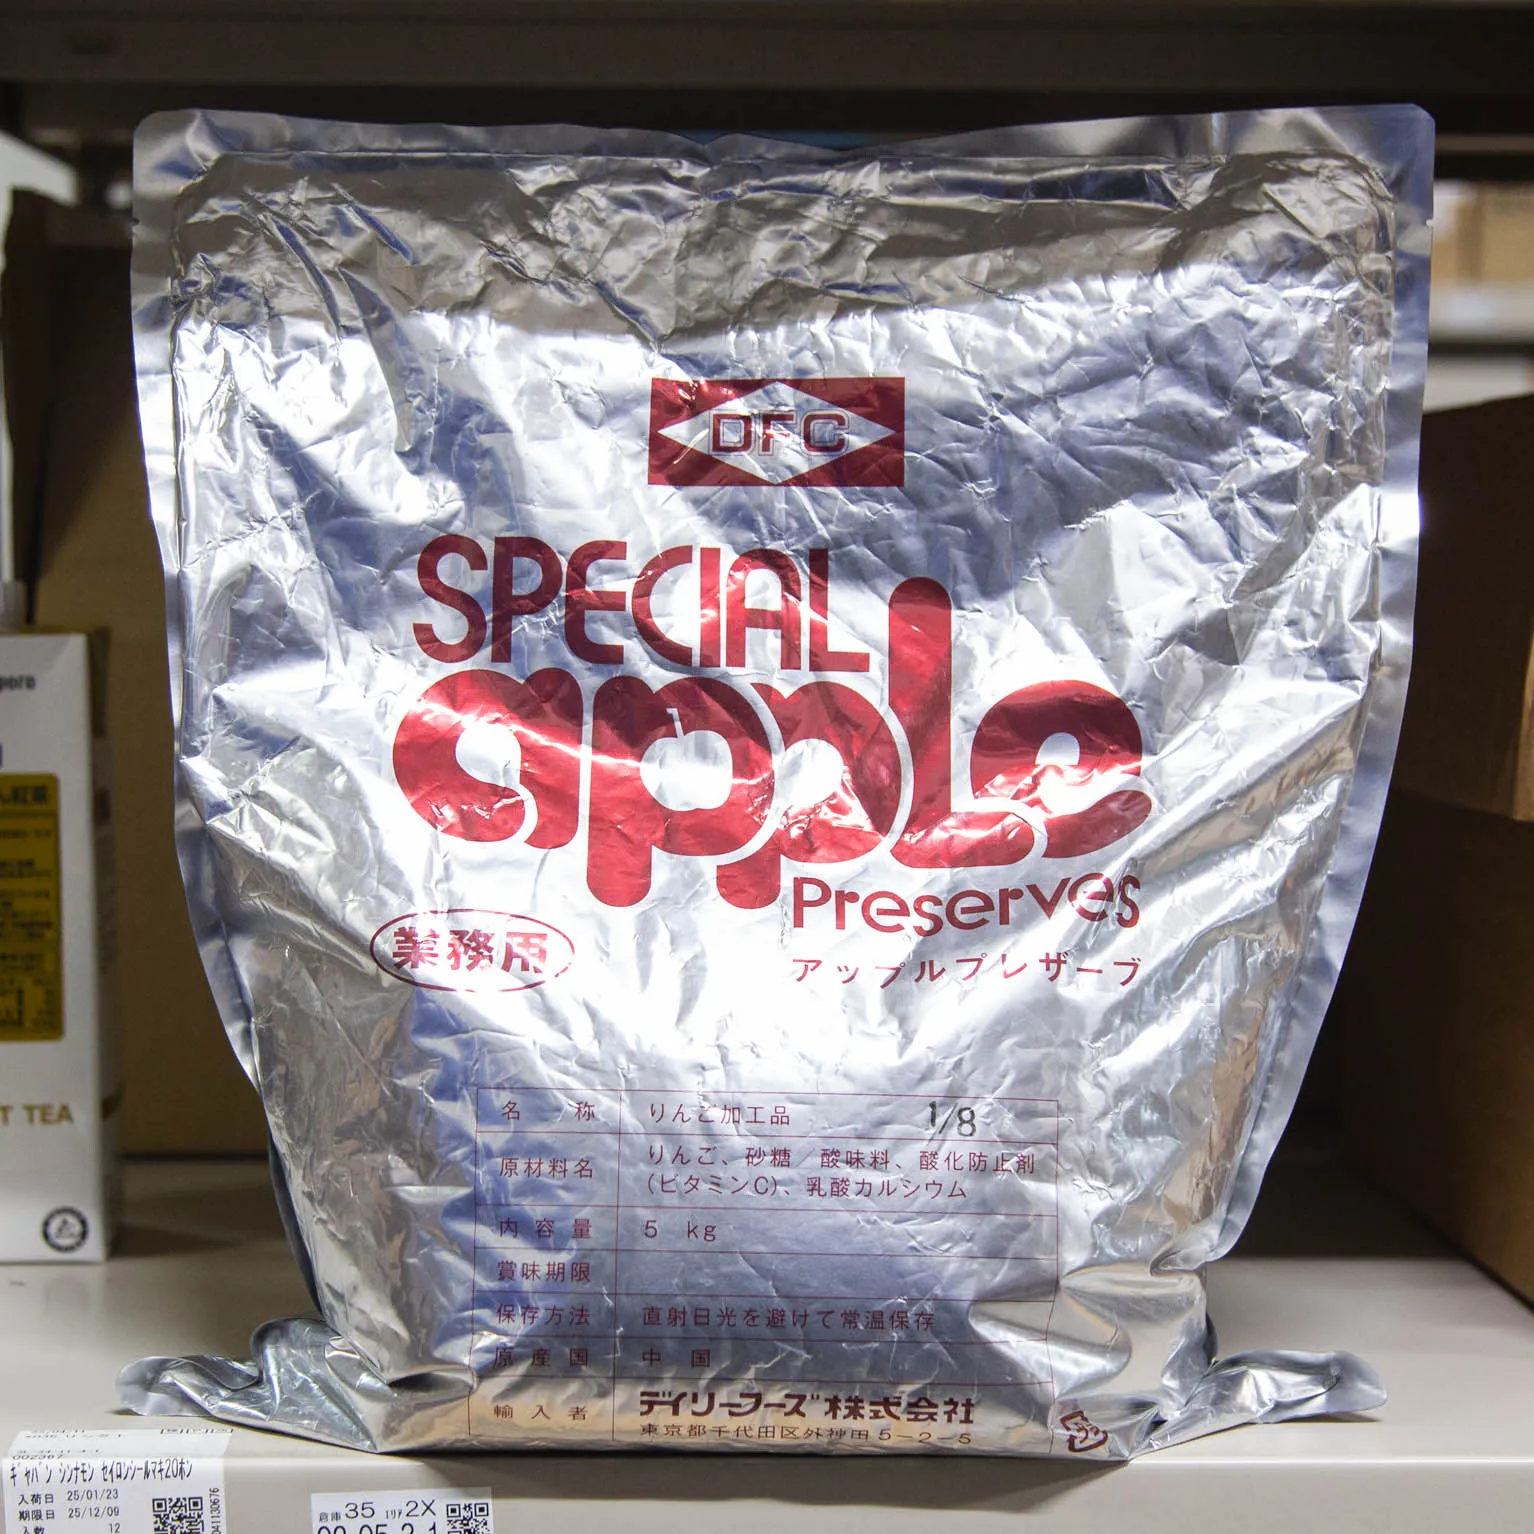 DFC
SPECIAL
apple
Preserves
業務用
アップルプレザーブ
名称 りんご加工品 1/8
原材料名 りんご、砂糖/酸味料、酸化防止剤
(ビタミンC)、乳酸カルシウム
内容量 5 kg
賞味期限
保存方法 直射日光を避けて常温保存
原産国 中国
輸入者 デイリーフーズ株式会社
東京都千代田区外神田5-2-5
T TEA
ギャバン シンナモン セイロンシールマキ20ホン
入荷日 25/01/23
期限日 25/12/09
入数 12
倉庫 35 エリア 2X